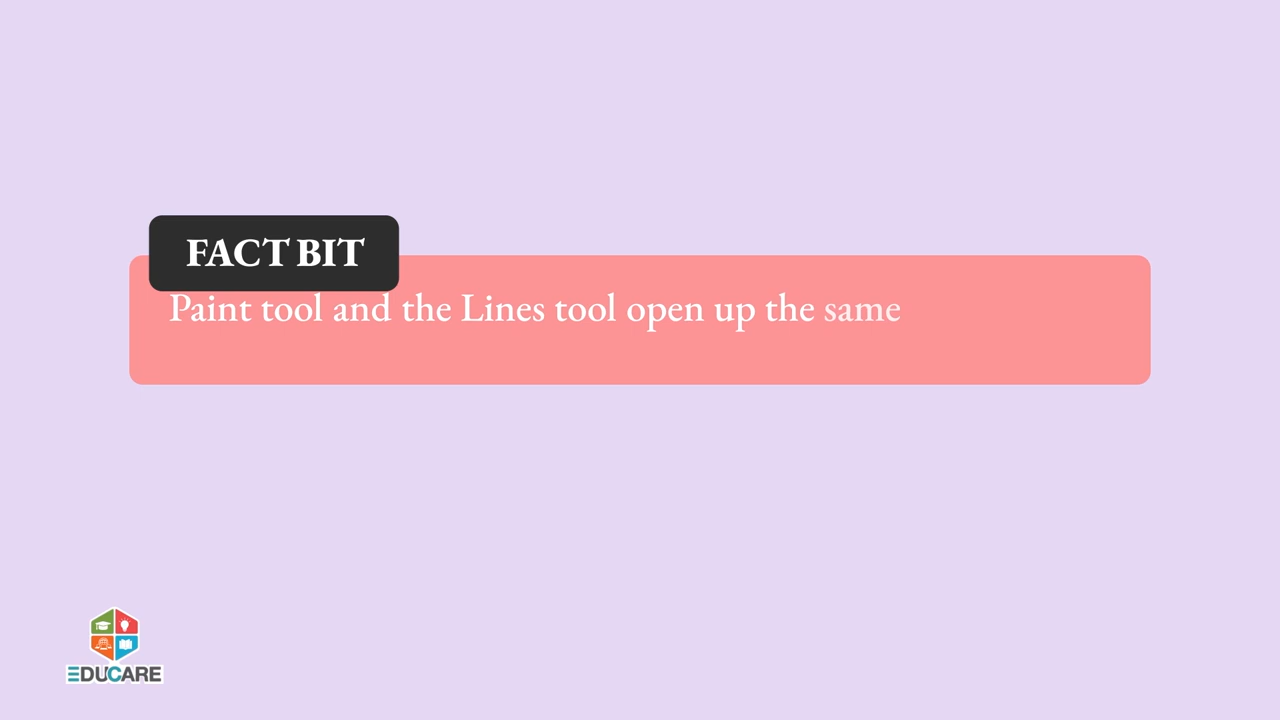 FACT BIT
Paint tool and the Lines tool open up the same
EDUCARE